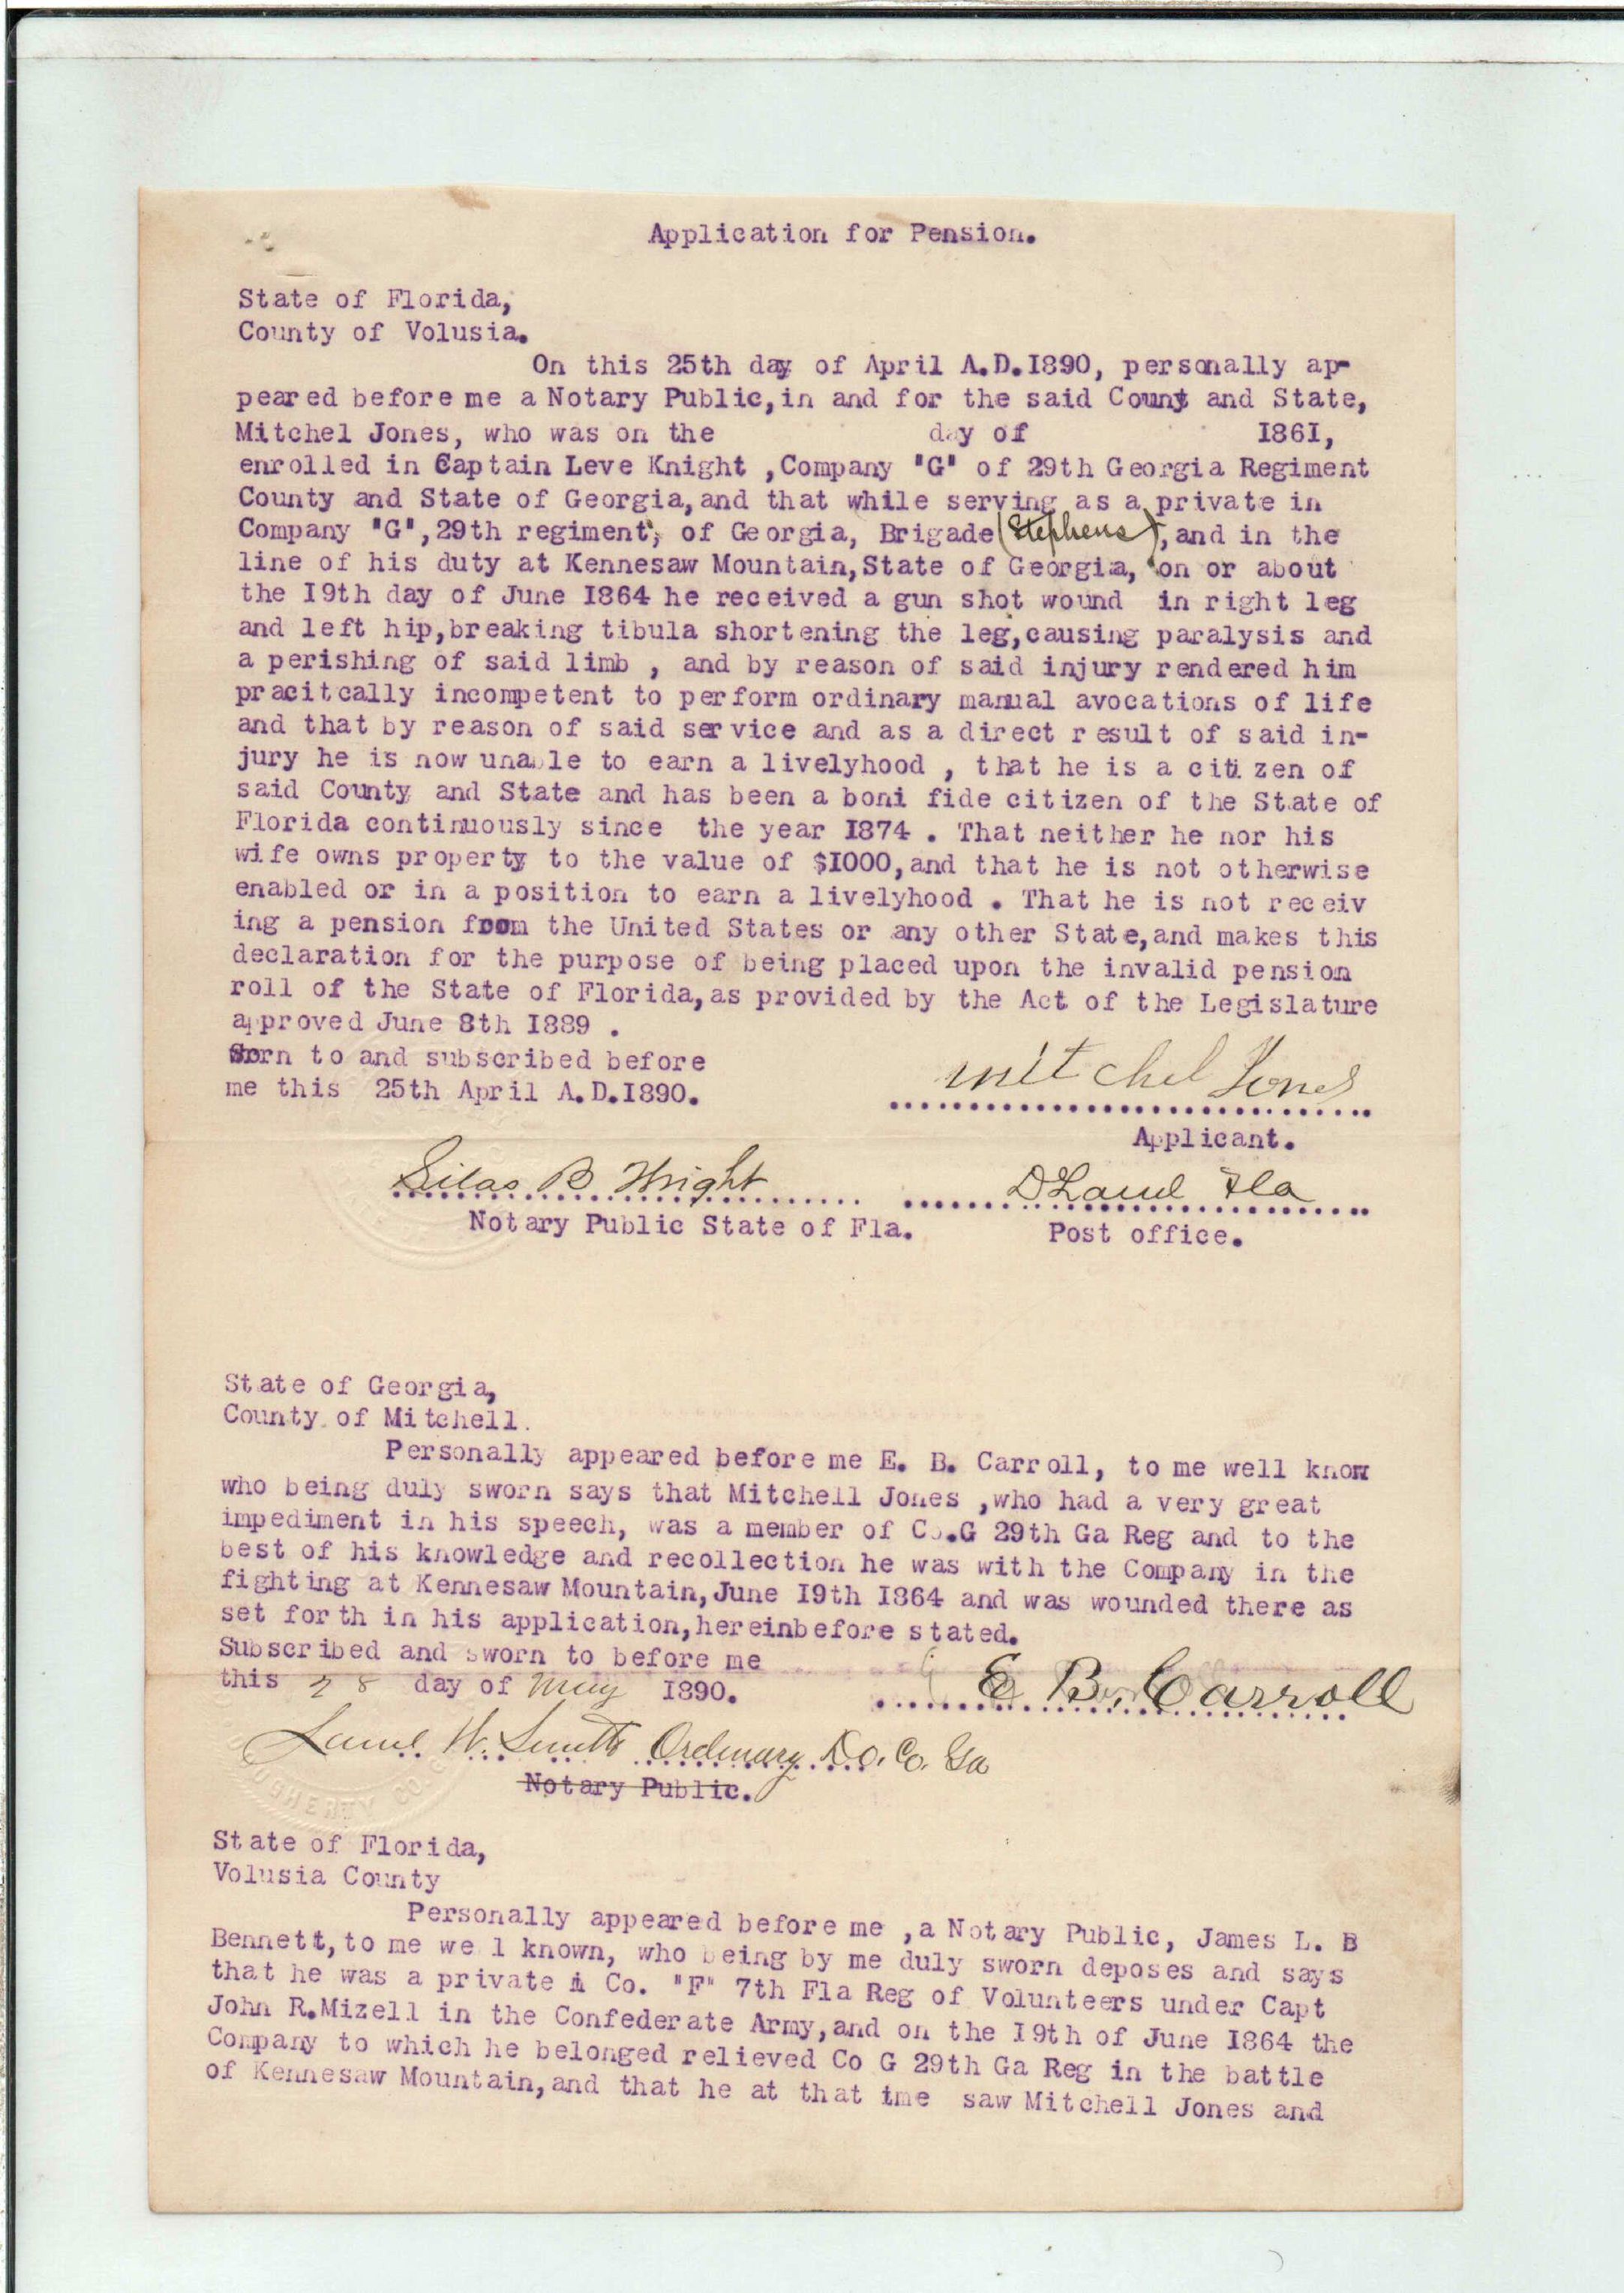 Application for Pension.
State of Florida,
County of Volusia.
On this 25th day of April A.D.I890, personally ap-
peared before me a Notary Public,in and for the said County and State,
Mitchel Jones, who was on the day of I86I,
enrolled in Captain Leve Knight ,Company "G" of 29th Georgia Regiment
County and State of Georgia,and that while serving as a private in
Company "G",29th regiment, of Georgia, Brigade (Stephens), and in the
line of his duty at Kennesaw Mountain,State of Georgia, on or about
the I9th day of June I864 he received a gun shot wound in right leg
and left hip,breaking tibula shortening the leg,causing paralysis and
a perishing of said limb , and by reason of said injury rendered him
pracitcally incompetent to perform ordinary manual avocations of life
and that by reason of said service and as a direct result of said in-
jury he is now unable to earn a livelyhood , that he is a citizen of
said County and State and has been a boni fide citizen of the State of
Florida continuously since the year I874 . That neither he nor his
wife owns property to the value of $I000,and that he is not otherwise
enabled or in a position to earn a livelyhood . That he is not receiv
ing a pension from the United States or any other State,and makes this
declaration for the purpose of being placed upon the invalid pension
roll of the State of Florida,as provided by the Act of the Legislature
approved June 8th I889 .
Sorn to and subscribed before
me this 25th April A.D.I890.
Mitchel Jones
Applicant.
Silas B Wright
DLand Fla
Notary Public State of Fla.
Post office.
State of Georgia,
County of Mitchell.
Personally appeared before me E. B. Carroll, to me well know
who being duly sworn says that Mitchell Jones ,who had a very great
impediment in his speech, was a member of Co.G 29th Ga Reg and to the
best of his knowledge and recollection he was with the Company in the
fighting at Kennesaw Mountain,June I9th I864 and was wounded there as
set forth in his application,hereinbefore stated.
Subscribed and sworn to before me
this 28 day of May I890.
E B. Carroll
W. Smith Ordinary Do. Co. Ga
Notary Public.
DOUGHERTY CO. G
State of Florida,
Volusia County
Personally appeared before me ,a Notary Public, James L. B
Bennett,to me we l known, who being by me duly sworn deposes and says
that he was a private in Co. "F" 7th Fla Reg of Volunteers under Capt
John R.Mizell in the Confederate Army,and on the I9th of June I864 the
Company to which he belonged relieved Co G 29th Ga Reg in the battle
of Kennesaw Mountain,and that he at that ime saw Mitchell Jones and